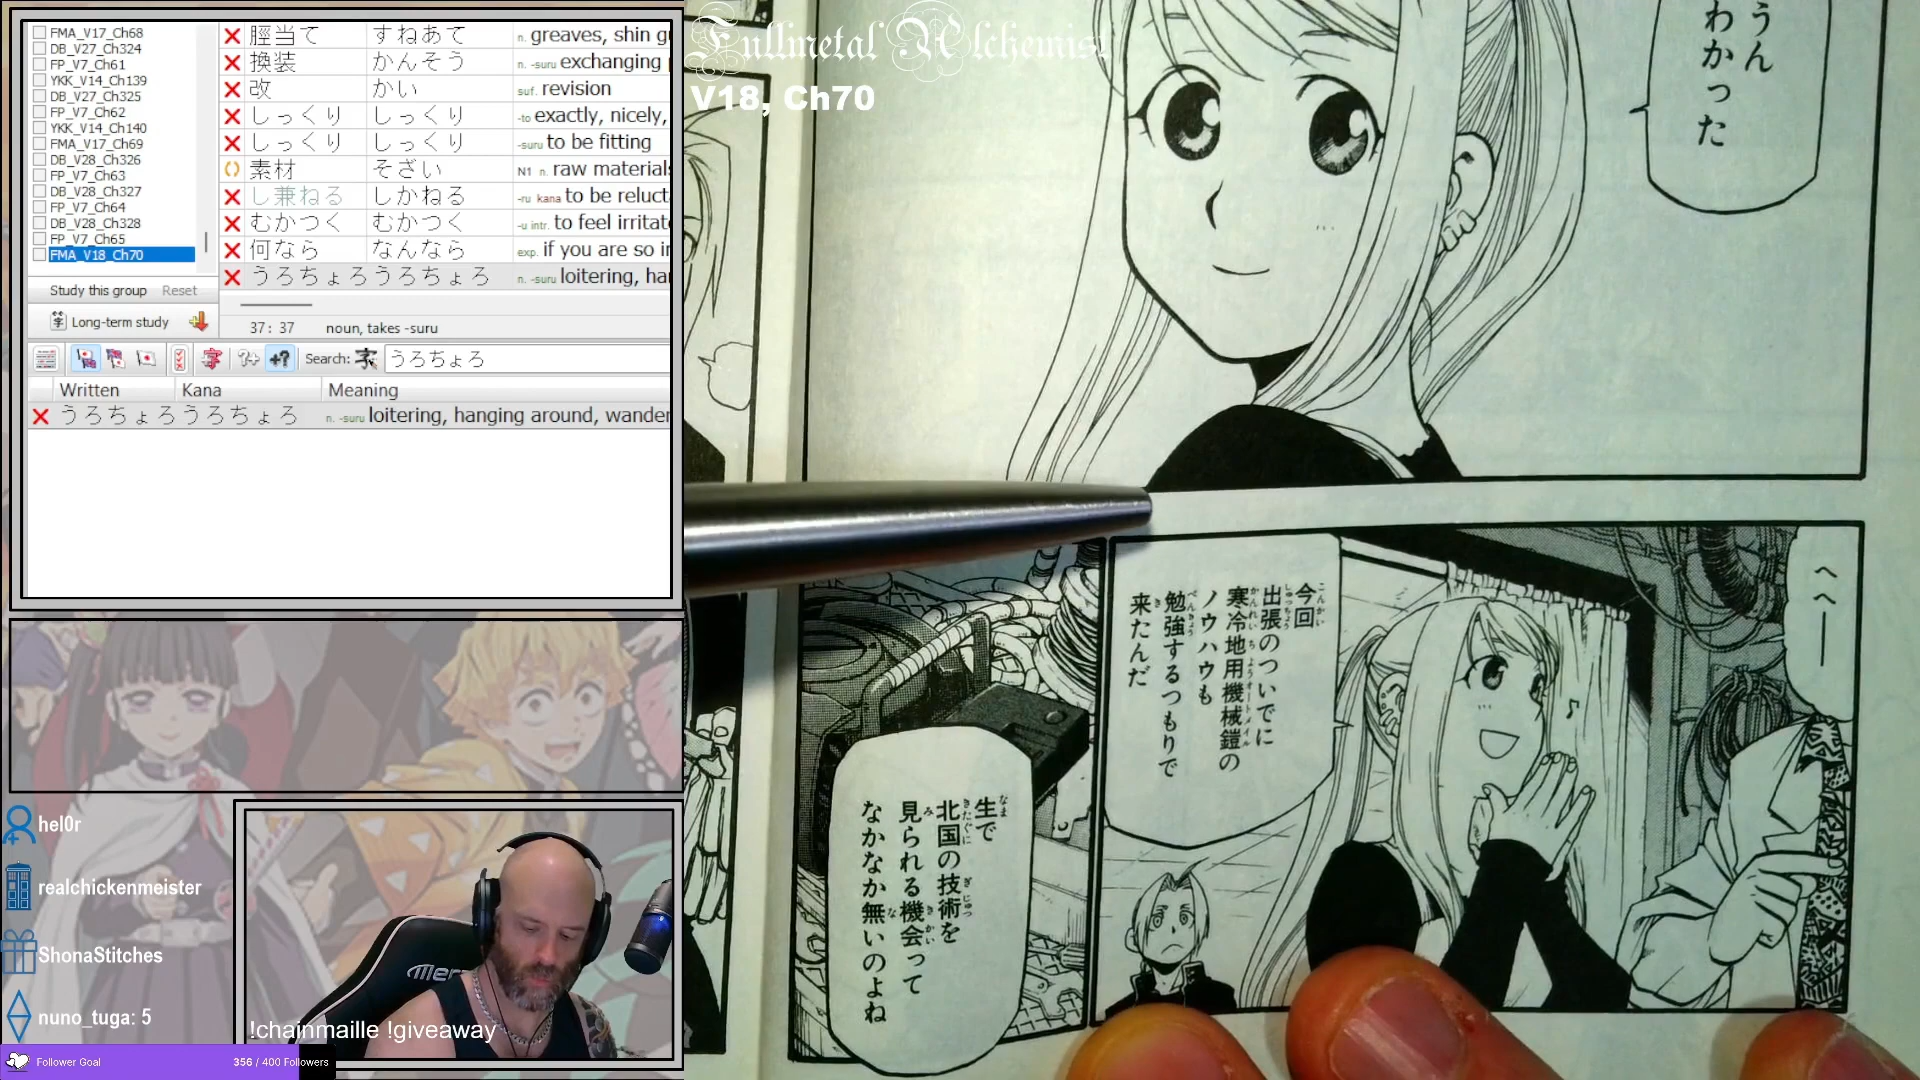 FMA_V17_Ch68
DB_V27_Ch324
FP_V7_Ch61
YKK_V14_Ch139
DB_V27_Ch325
FP_V7_Ch62
YKK_V14_Ch140
FMA_V17_Ch69
DB_V28_Ch326
FP_V7_Ch63
DB_V28_Ch327
FP_V7_Ch64
DB_V28_Ch328
FP_V7_Ch65
FMA_V18_Ch70
Study this group Reset
Long-term study
脛当て すねあて n. greaves, shin
換装 かんそう n. -suru exchanging
改 かい suf. revision
しっくり しっくり -to exactly, nicely,
しっくり しっくり -suru to be fitting
素材 そざい N1 n. raw materials
し兼ねる しかねる -ru kana to be
むかつく むかつく -u intr. to feel
何なら なんなら exp. if you are so
うろちょろうろちょろ n. -suru loitering,
37: 37 noun, takes -suru
Search: 字 うろちょろ
Written Kana Meaning
うろちょろうろちょろ n. -suru loitering, hanging around,
hel0r
realchickenmeister
ShonaStitches
nuno_tuga: 5
!chainmaille !giveaway
Follower Goal 356 / 400 Followers
Fullmetal Alchemist
V18, Ch70
うん
わかった
へへ——
今回
出張のついでに
寒冷地用機械鎧の
ノウハウも
勉強するつもりで
来たんだ
生で
北国の技術を
見られる機会って
なかなか無いのよね